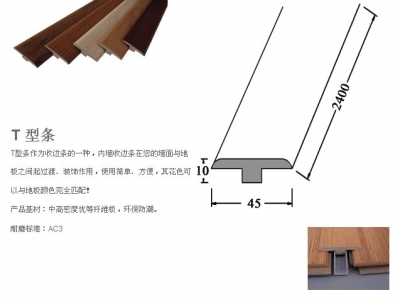 T 型条
T型条作为收边条的一种，内墙收边条在您的墙面与地
板之间起过渡、装饰作用，使用简单、方便，其花色可
以与地板颜色完全匹配！
产品基材：中高密度优等纤维板，环保防潮。
耐磨标准：AC3
2400
10
45